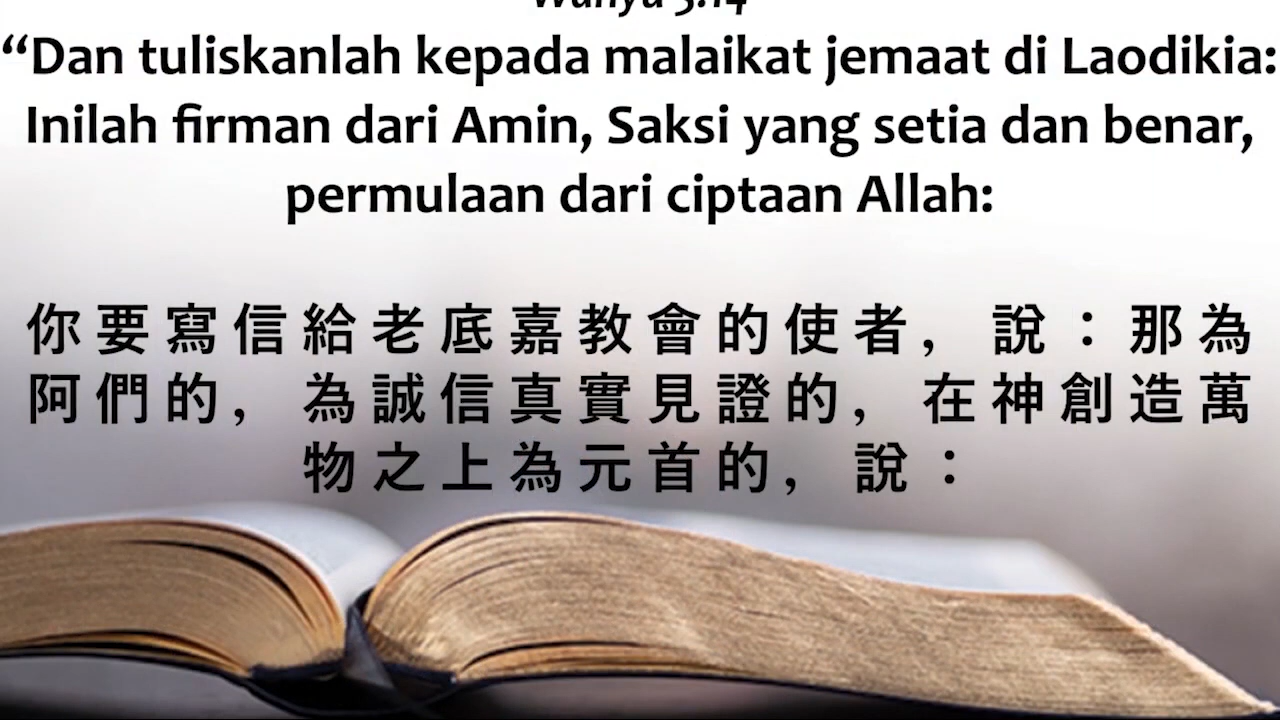 Wahyu 3:14
“Dan tuliskanlah kepada malaikat jemaat di Laodikia:
Inilah firman dari Amin, Saksi yang setia dan benar,
permulaan dari ciptaan Allah:
你要寫信給老底嘉教會的使者，說：那為
阿們的，為誠信真實見證的，在神創造萬
物之上為元首的，說：